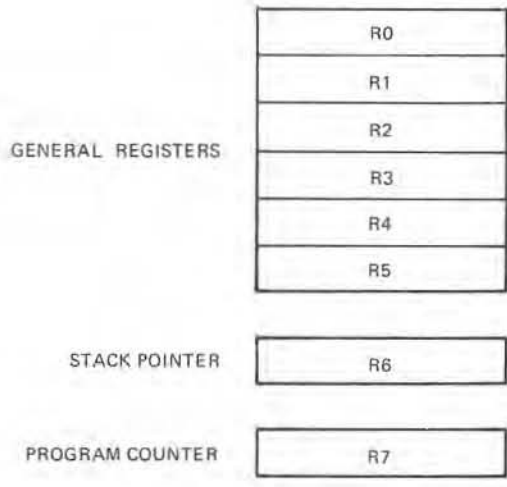 R0
R1
R2
GENERAL REGISTERS
R3
R4
R5
STACK POINTER R6
PROGRAM COUNTER R7